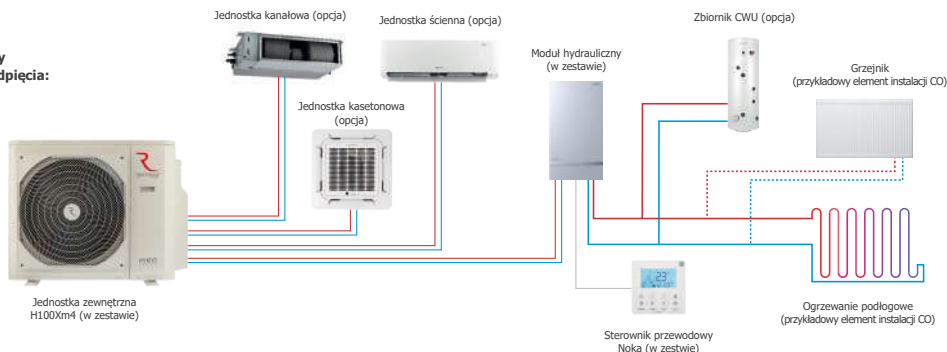 Jednostka kanałowa (opcja)
Jednostka ścienna (opcja)
Zbiornik CWU (opcja)
y
dpięcia:
Moduł hydrauliczny
(w zestawie)
Grzejnik
(przykładowy element instalacji CO)
Jednostka kasetonowa
(opcja)
R
23°
Jednostka zewnętrzna
H100Xm4 (w zestawie)
Ogrzewanie podłogowe
(przykładowy element instalacji CO)
Sterownik przewodowy
Noka (w zestwie)